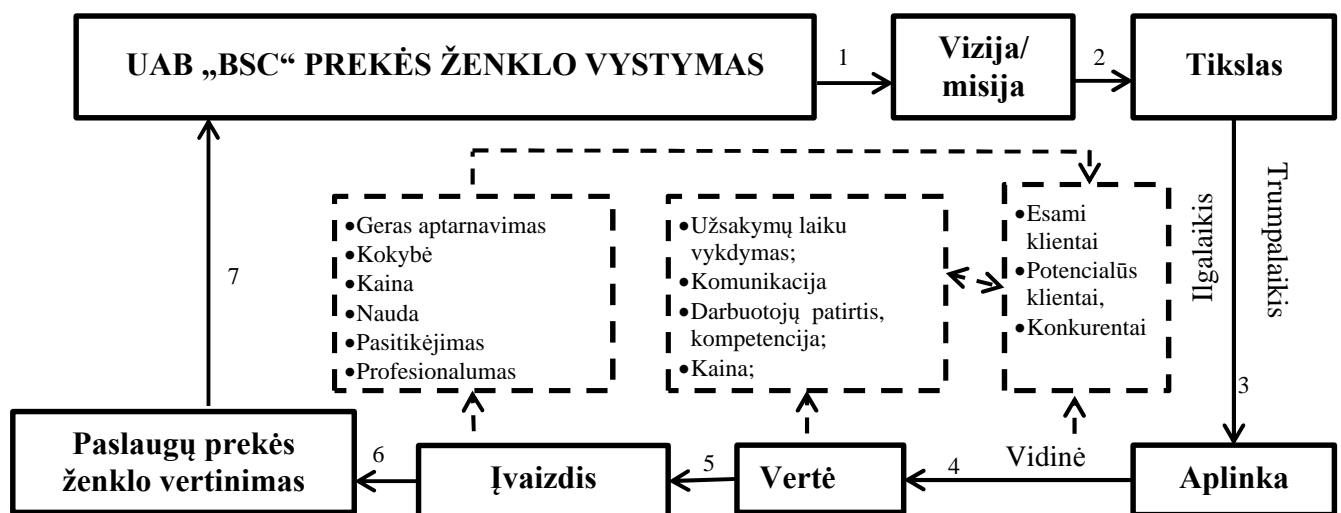 UAB „BSC“ PREKĖS ŽENKLO VYSTYMAS
1
Vizija/
misija
2
Tikslas
Ilgalaikis
Trumpalaikis
•Geras aptarnavimas
•Kokybė
•Kaina
•Nauda
•Pasitikėjimas
•Profesionalumas
•Užsakymų laiku
vykdymas;
•Komunikacija
•Darbuotojų patirtis,
kompetencija;
•Kaina;
•Esami
klientai
•Potencialūs
klientai,
•Konkurentai
7
3
Paslaugų prekės
ženklo vertinimas
6
Įvaizdis
5
Vertė
4
Vidinė
Aplinka